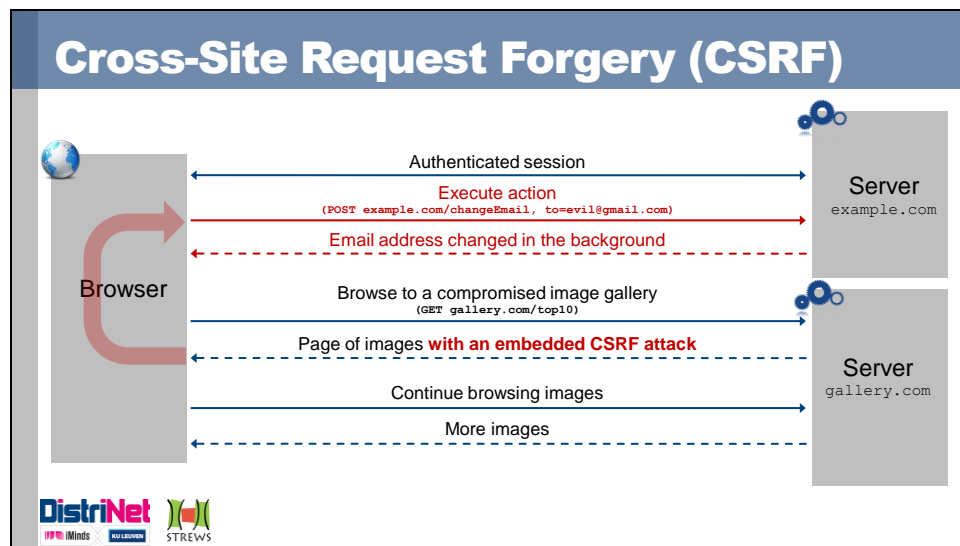 Cross-Site Request Forgery (CSRF)
Authenticated session
Execute action
(POST example.com/changeEmail, to=evil@gmail.com)
Email address changed in the background
Server
example.com
Browser
Browse to a compromised image gallery
(GET gallery.com/top10)
Page of images with an embedded CSRF attack
Continue browsing images
More images
Server
gallery.com
DistriNet
iMinds
KU LEUVEN
STREWS